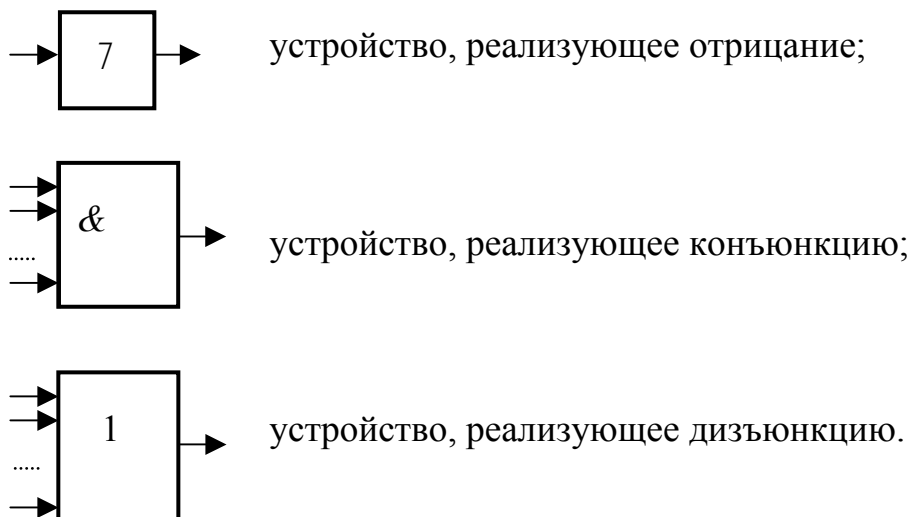 7 устройство, реализующее отрицание;
&
..... устройство, реализующее конъюнкцию;
1 устройство, реализующее дизъюнкцию.
.....